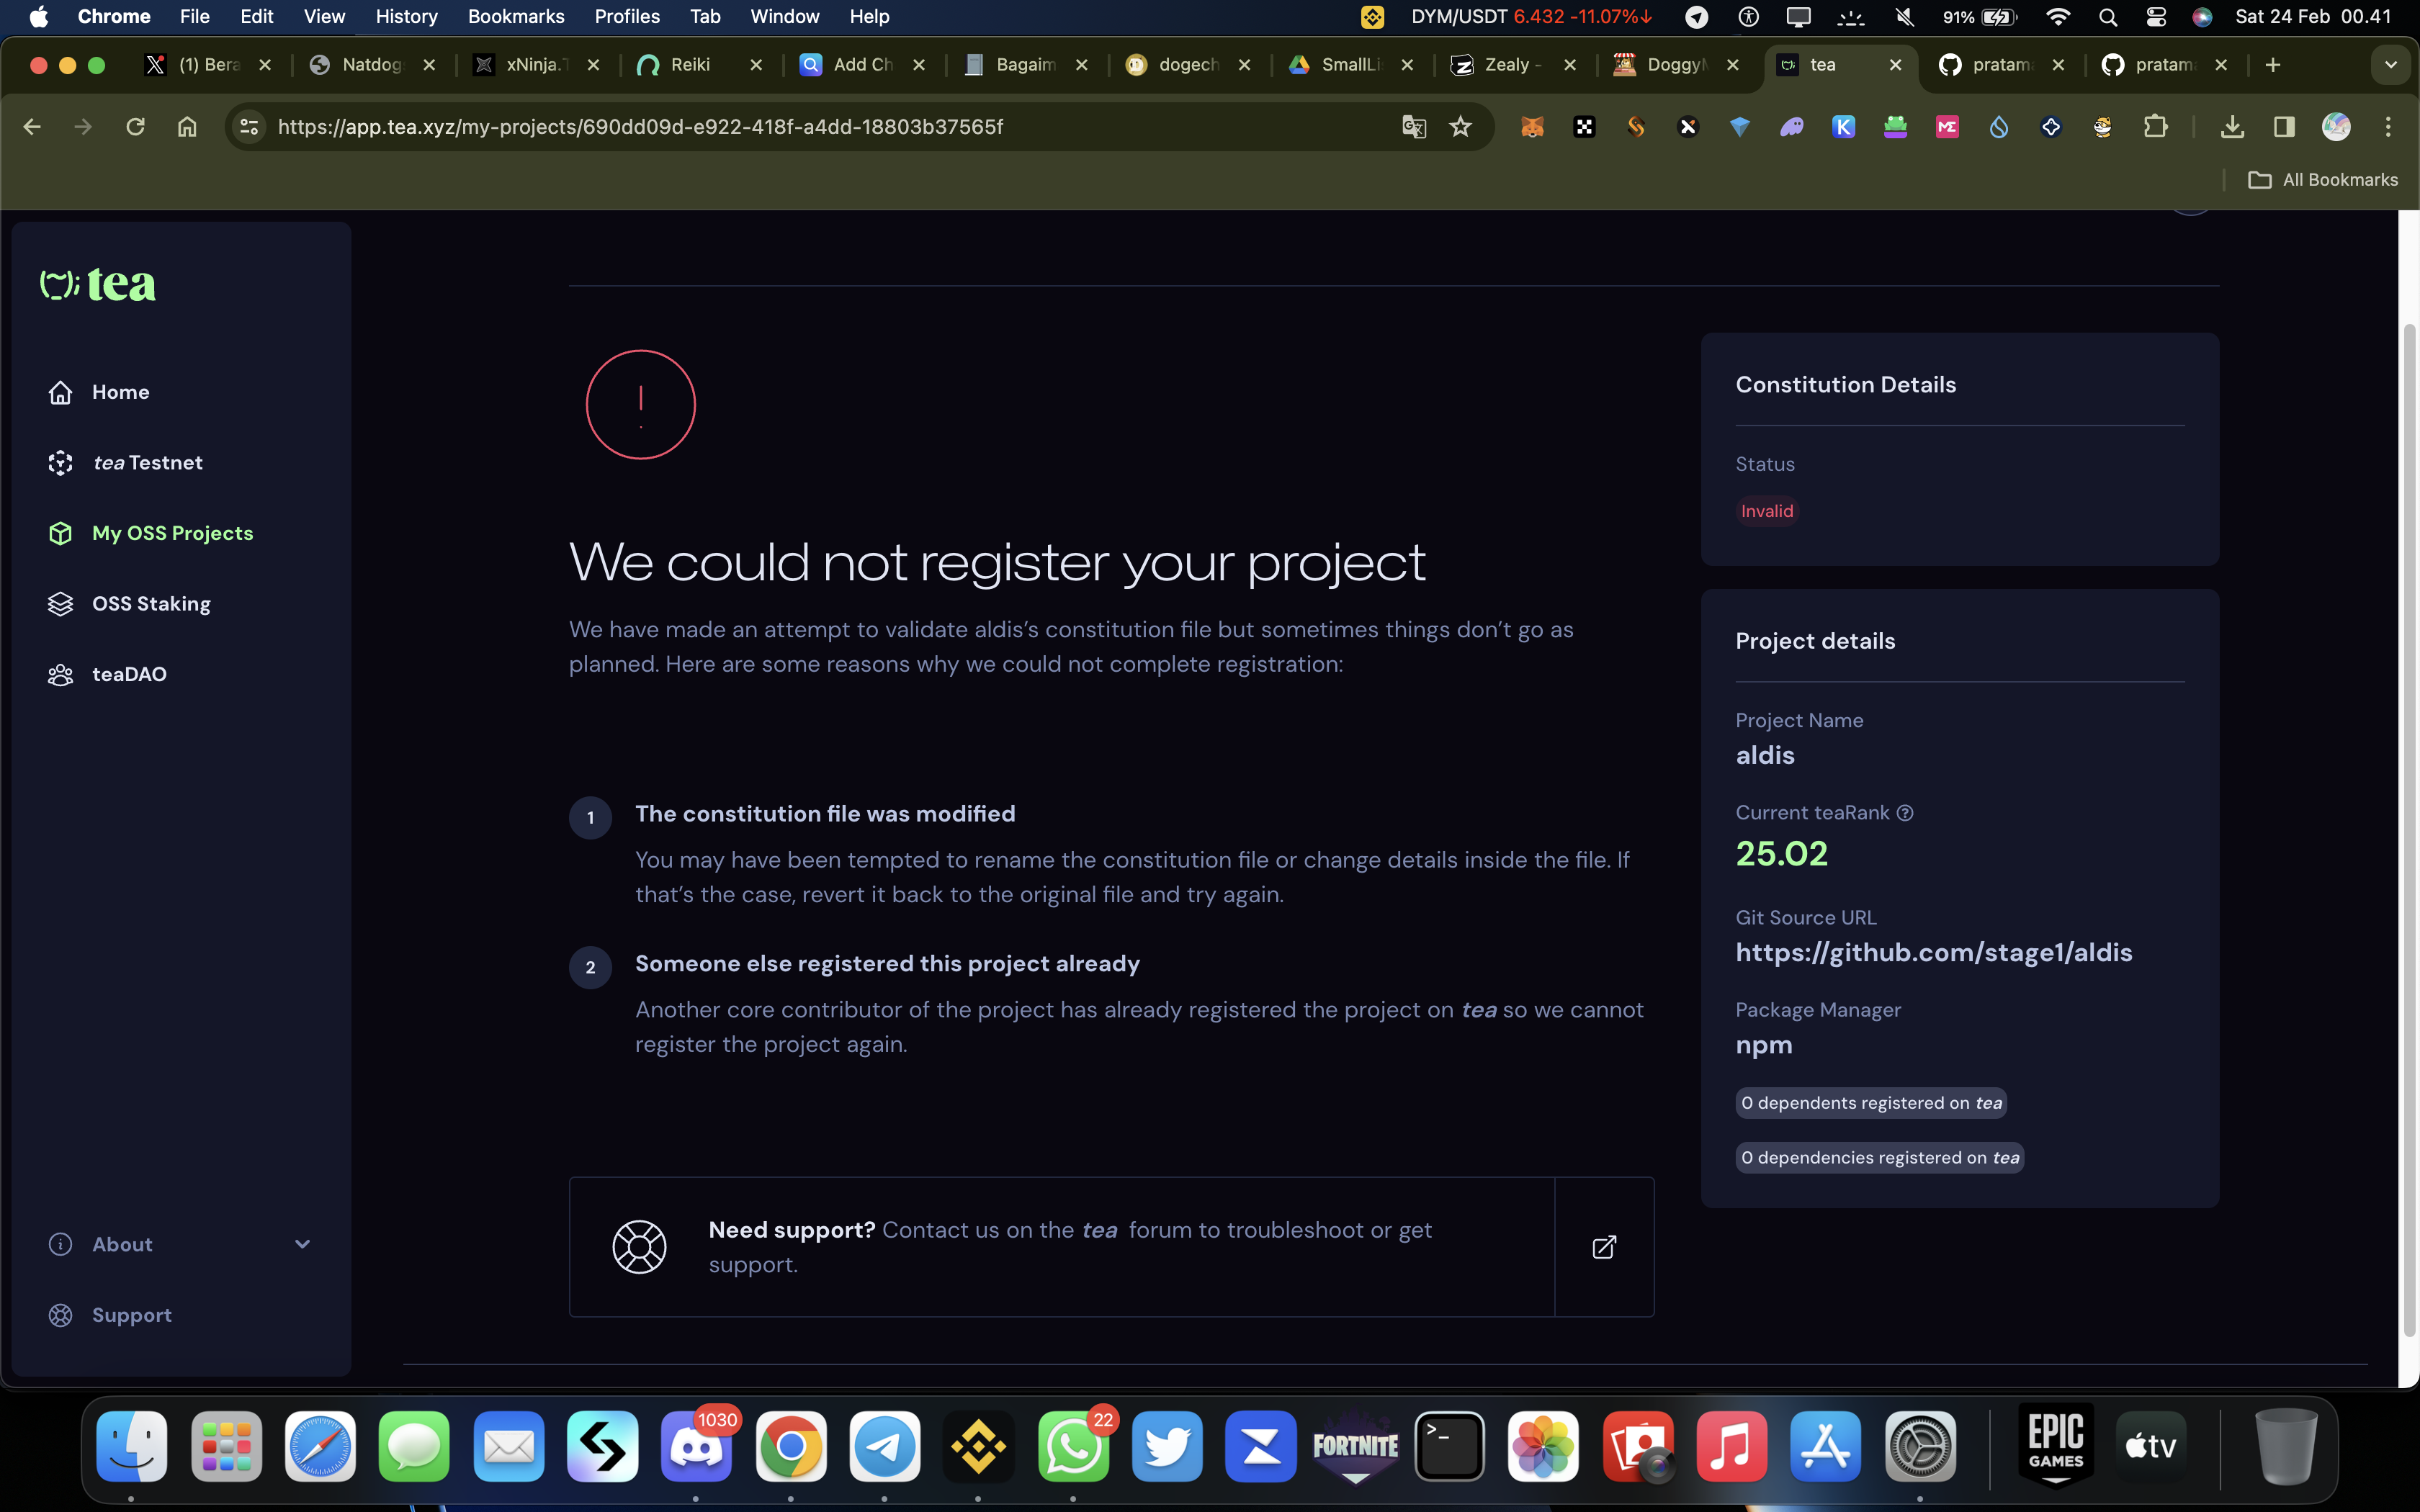 Chrome File Edit View History Bookmarks Profiles Tab Window Help
DYM/USDT 6.432 -11.07%↓ 91% Sat 24 Feb 00.41
(1) Bera Natdog xNinja.T Reiki Add Ch Bagaim dogech SmallLi Zealy - DoggyM tea pratam pratam
https://app.tea.xyz/my-projects/690dd09d-e922-418f-a4dd-18803b37565f
All Bookmarks
tea
Home
tea Testnet
My OSS Projects
OSS Staking
teaDAO
About
Support
We could not register your project
We have made an attempt to validate aldis’s constitution file but sometimes things don’t go as
planned. Here are some reasons why we could not complete registration:
1 The constitution file was modified
You may have been tempted to rename the constitution file or change details inside the file. If
that’s the case, revert it back to the original file and try again.
2 Someone else registered this project already
Another core contributor of the project has already registered the project on tea so we cannot
register the project again.
Need support? Contact us on the tea forum to troubleshoot or get
support.
Constitution Details
Status
Invalid
Project details
Project Name
aldis
Current teaRank
25.02
Git Source URL
https://github.com/stage1/aldis
Package Manager
npm
0 dependents registered on tea
0 dependencies registered on tea
1030
22
FORTNITE
EPIC
GAMES
tv